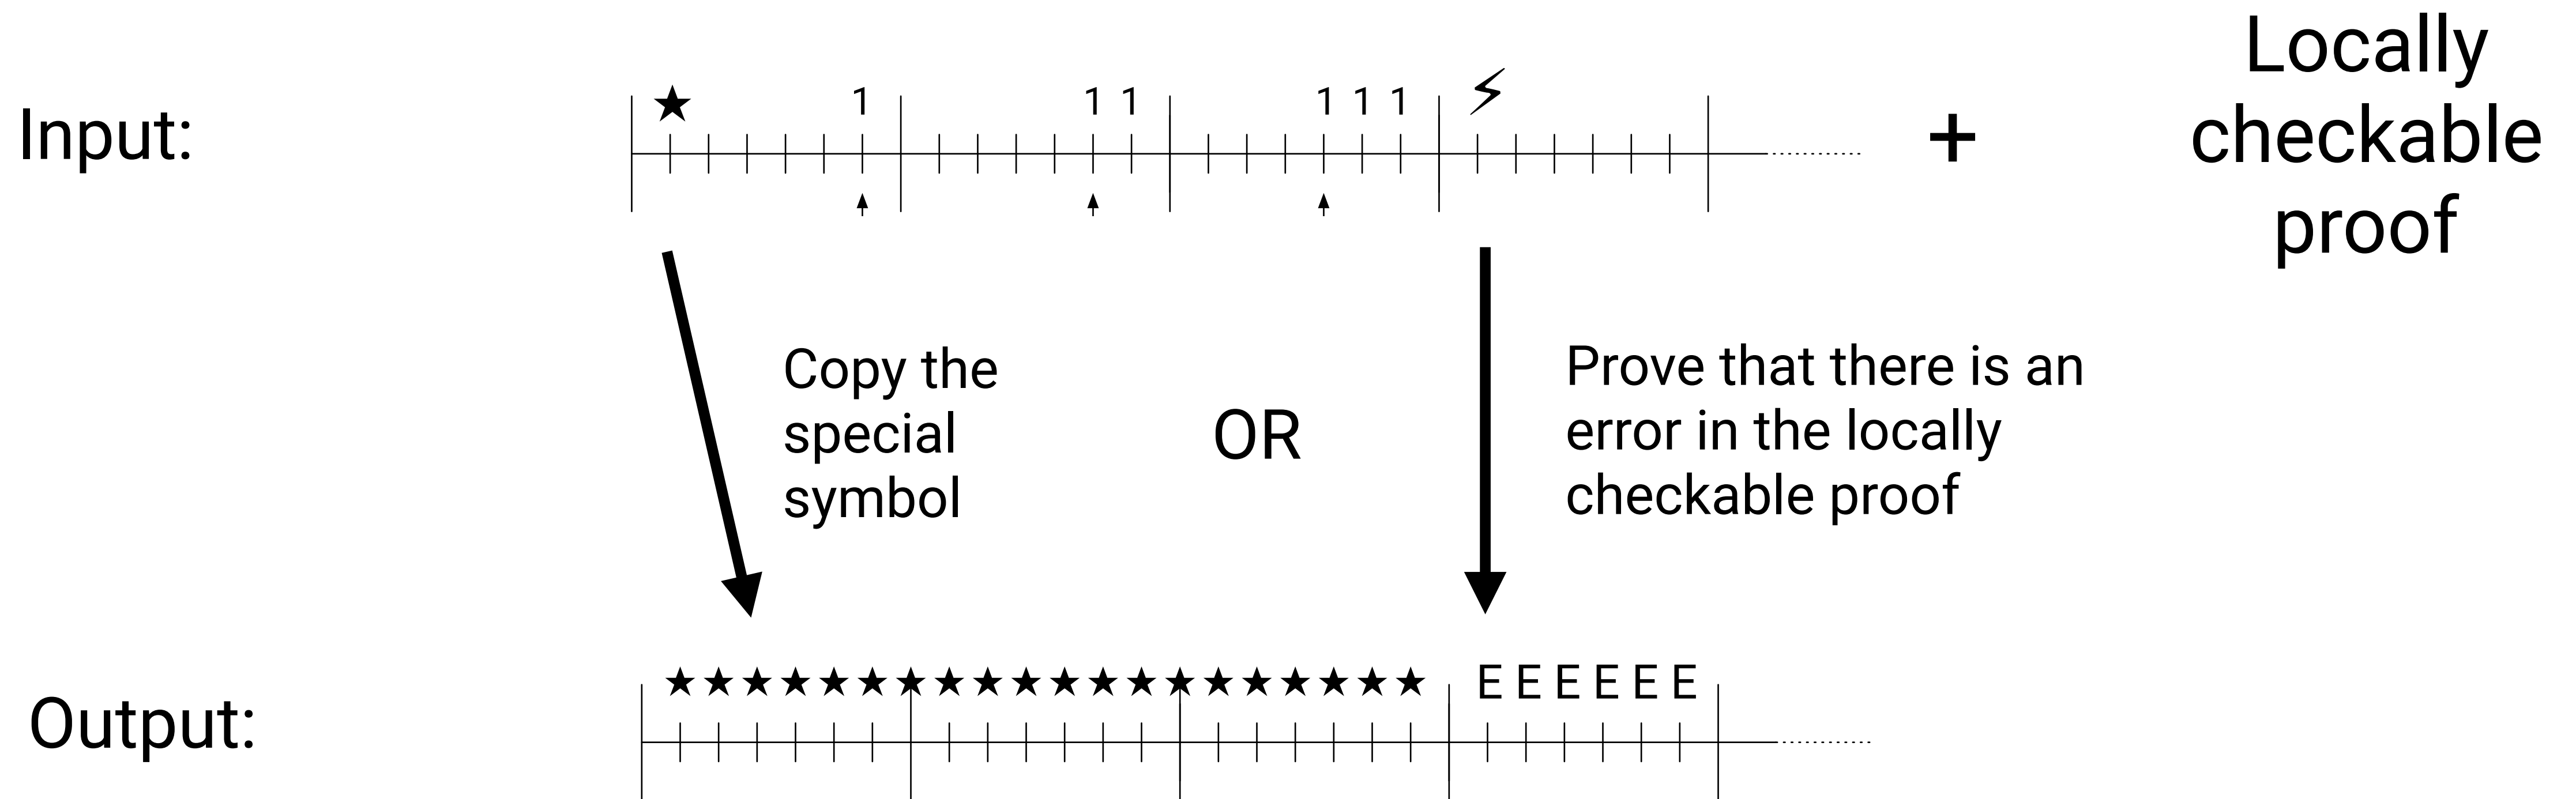 Input:
★ 1 1 1 1 1 1 ⚡
+
Locally
checkable
proof
Copy the
special
symbol
OR
Prove that there is an
error in the locally
checkable proof
Output:
★ ★ ★ ★ ★ ★ ★ ★ ★ ★ ★ ★ ★ ★ ★ ★ ★ ★ ★ ★ E E E E E E